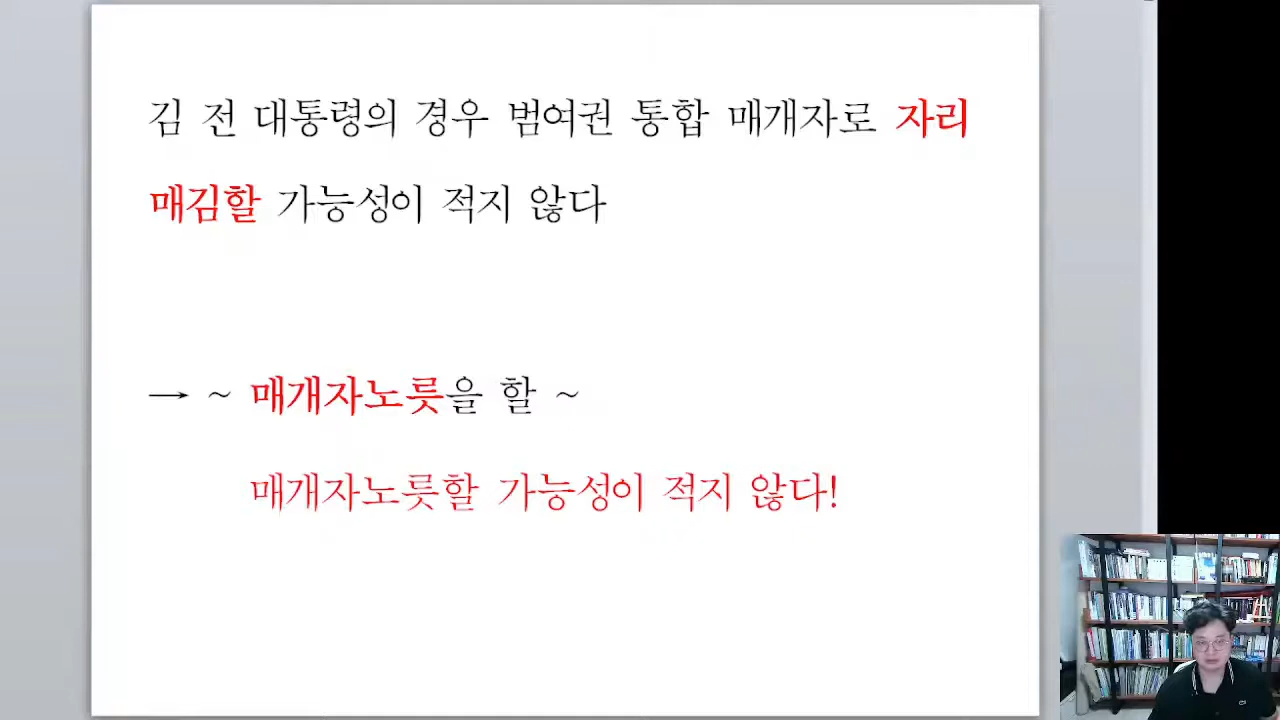 김 전 대통령의 경우 범여권 통합 매개자로 자리
매김할 가능성이 적지 않다
→ ~ 매개자노릇을 할 ~
매개자노릇할 가능성이 적지 않다!